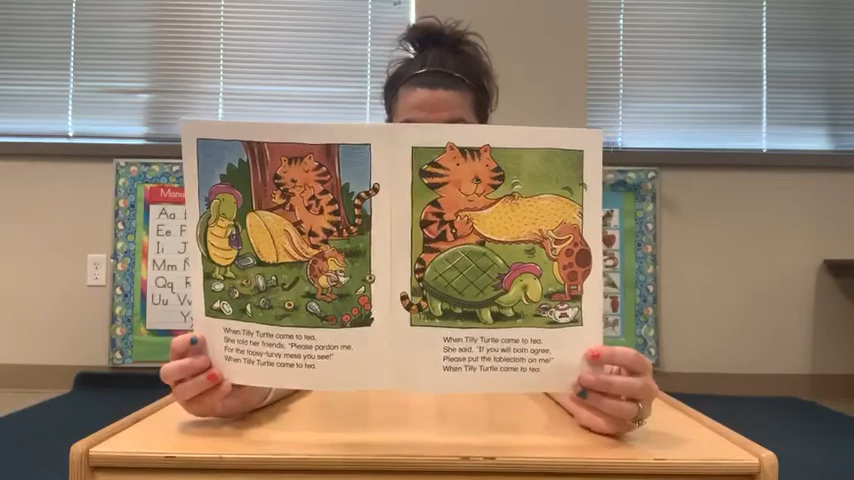 Manu
Aa
Ee F
Ii J
Mm
Qq
Uu V
Y
When Tilly Turtle came to tea,
She told her friends, "Please pardon me,
For the topsy-turvy mess you see!"
When Tilly Turtle came to tea.
When Tilly Turtle came to tea,
She said, "If you will both agree,
Please put the tablecloth on me!"
When Tilly Turtle came to tea.